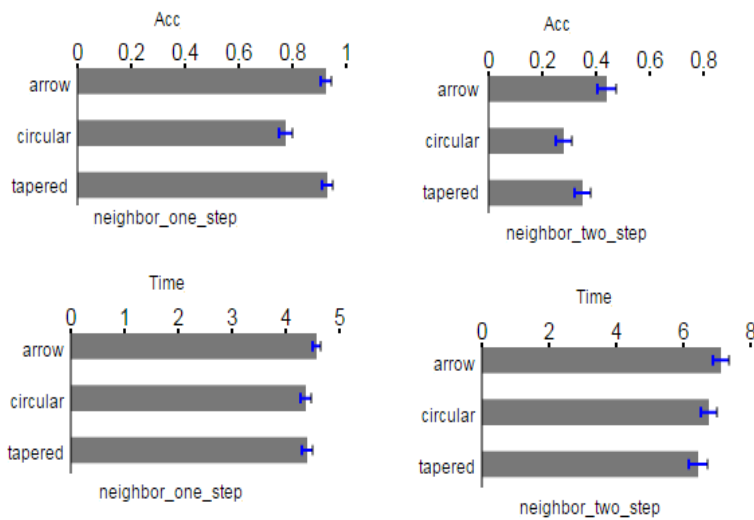 Acc
0 0.2 0.4 0.6 0.8 1
arrow
circular
tapered
neighbor_one_step
Acc
0 0.2 0.4 0.6 0.8
arrow
circular
tapered
neighbor_two_step
Time
0 1 2 3 4 5
arrow
circular
tapered
neighbor_one_step
Time
0 2 4 6 8
arrow
circular
tapered
neighbor_two_step